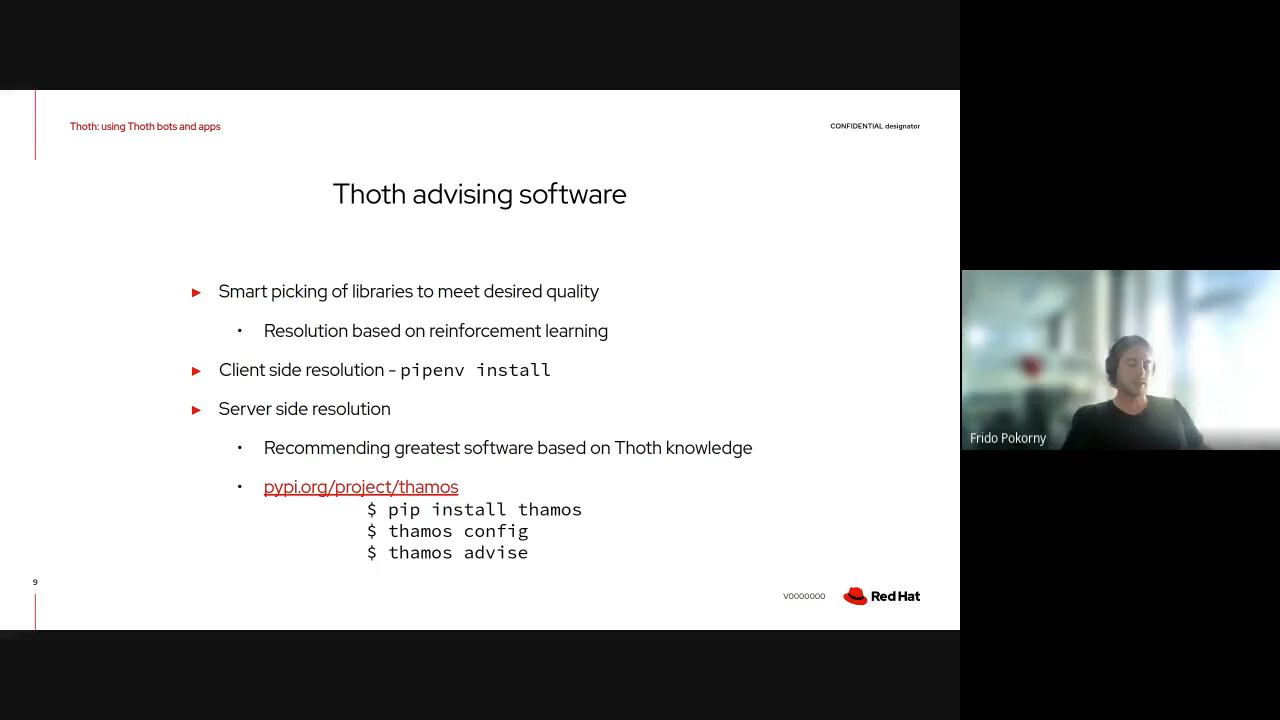 Thoth: using Thoth bots and apps
CONFIDENTIAL designator
Thoth advising software
► Smart picking of libraries to meet desired quality
• Resolution based on reinforcement learning
► Client side resolution - pipenv install
► Server side resolution
• Recommending greatest software based on Thoth knowledge
• pypi.org/project/thamos
$ pip install thamos
$ thamos config
$ thamos advise
9
V0000000
Red Hat
Frido Pokorny